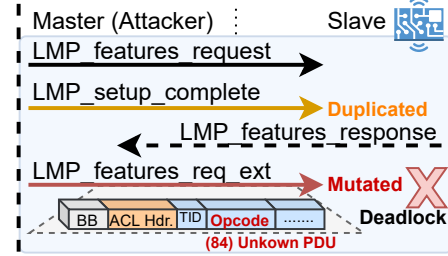 Master (Attacker) Slave
LMP_features_request
LMP_setup_complete
Duplicated
LMP_features_response
LMP_features_req_ext
Mutated
BB ACL Hdr. TID Opcode ....... Deadlock
(84) Unkown PDU